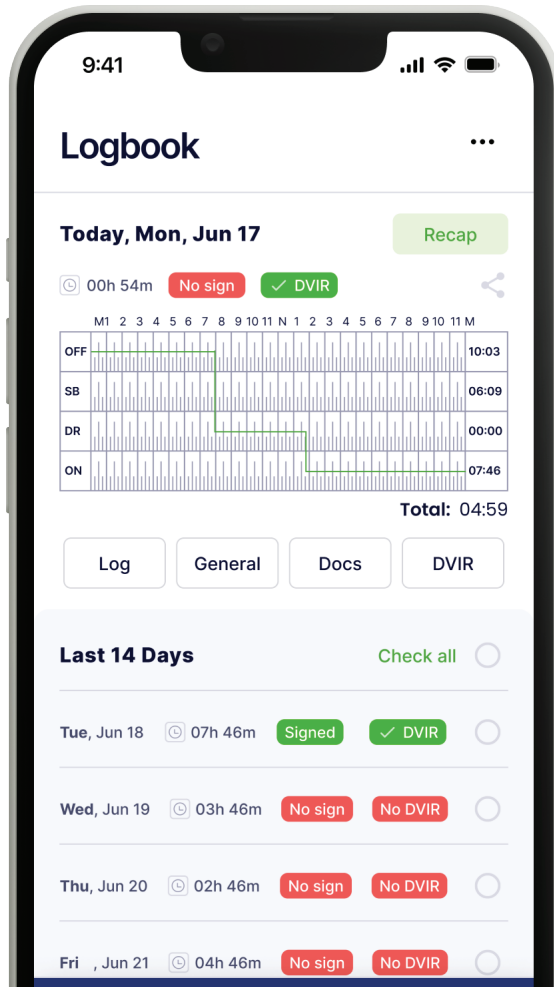 9:41
Logbook
Today, Mon, Jun 17
Recap
00h 54m No sign DVIR
M1 2 3 4 5 6 7 8 9 10 11 N 1 2 3 4 5 6 7 8 9 10 11 M
OFF 10:03
SB 06:09
DR 00:00
ON 07:46
Total: 04:59
Log General Docs DVIR
Last 14 Days Check all
Tue, Jun 18 07h 46m Signed DVIR
Wed, Jun 19 03h 46m No sign No DVIR
Thu, Jun 20 02h 46m No sign No DVIR
Fri , Jun 21 04h 46m No sign No DVIR